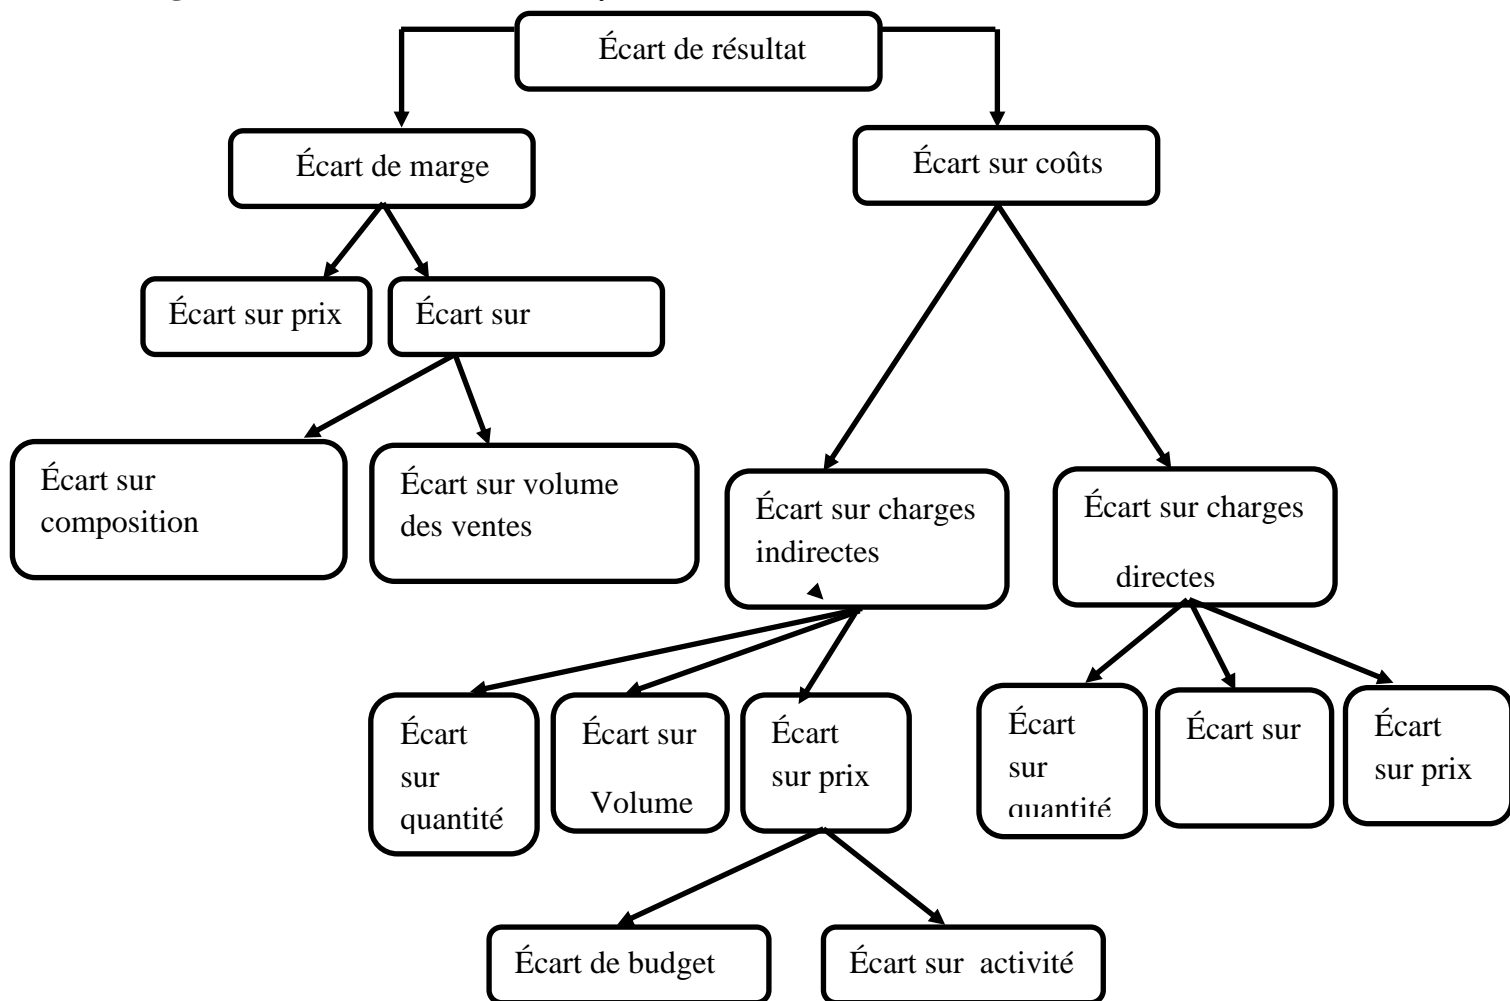 Écart de résultat
Écart de marge
Écart sur coûts
Écart sur prix
Écart sur
Écart sur
composition
Écart sur volume
des ventes
Écart sur charges
indirectes
Écart sur charges
directes
Écart
sur
quantité
Écart sur
Volume
Écart
sur prix
Écart
sur
quantité
Écart sur
Écart
sur prix
Écart de budget
Écart sur activité